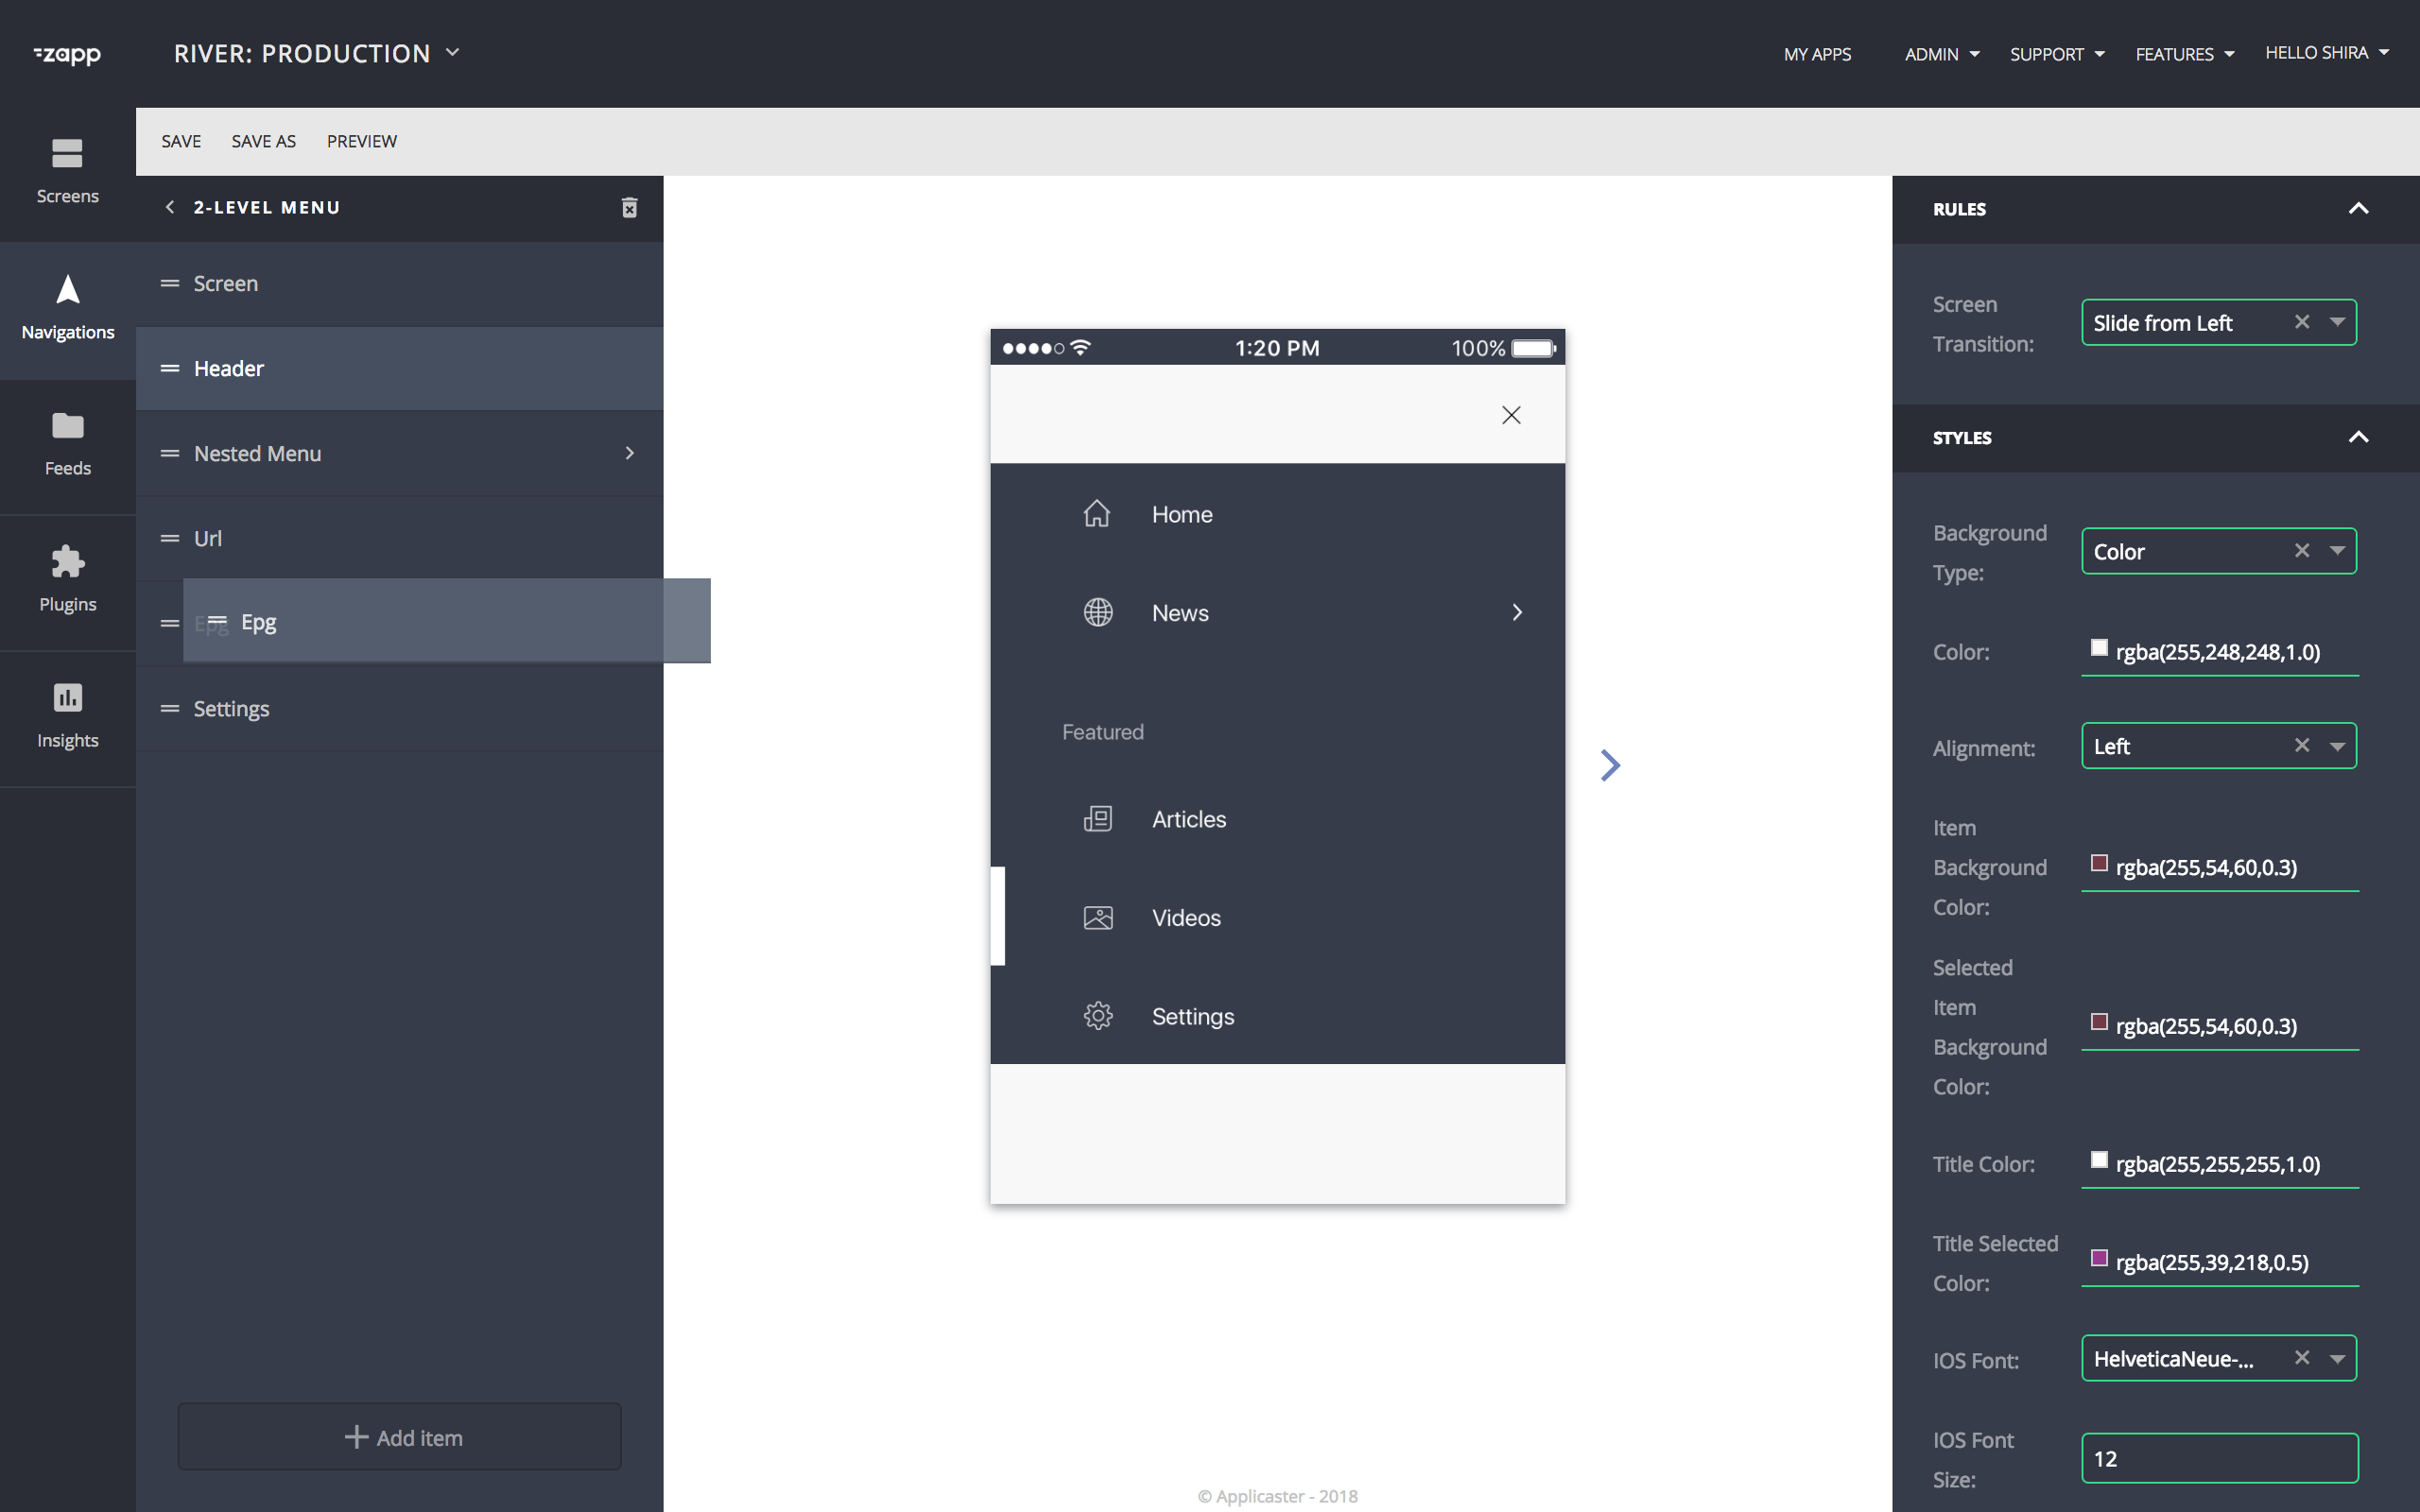 zapp
RIVER: PRODUCTION
MY APPS
ADMIN
SUPPORT
FEATURES
HELLO SHIRA
SAVE
SAVE AS
PREVIEW
Screens
Navigations
Feeds
Plugins
Insights
2-LEVEL MENU
Screen
Header
Nested Menu
Url
Epg
Epg
Settings
Add item
1:20 PM
100%
Home
News
Featured
Articles
Videos
Settings
© Applicaster - 2018
RULES
Screen
Transition:
Slide from Left
STYLES
Background
Type:
Color
Color:
rgba(255,248,248,1.0)
Alignment:
Left
Item
Background
Color:
rgba(255,54,60,0.3)
Selected
Item
Background
Color:
rgba(255,54,60,0.3)
Title Color:
rgba(255,255,255,1.0)
Title Selected
Color:
rgba(255,39,218,0.5)
IOS Font:
HelveticaNeue-...
IOS Font
Size:
12